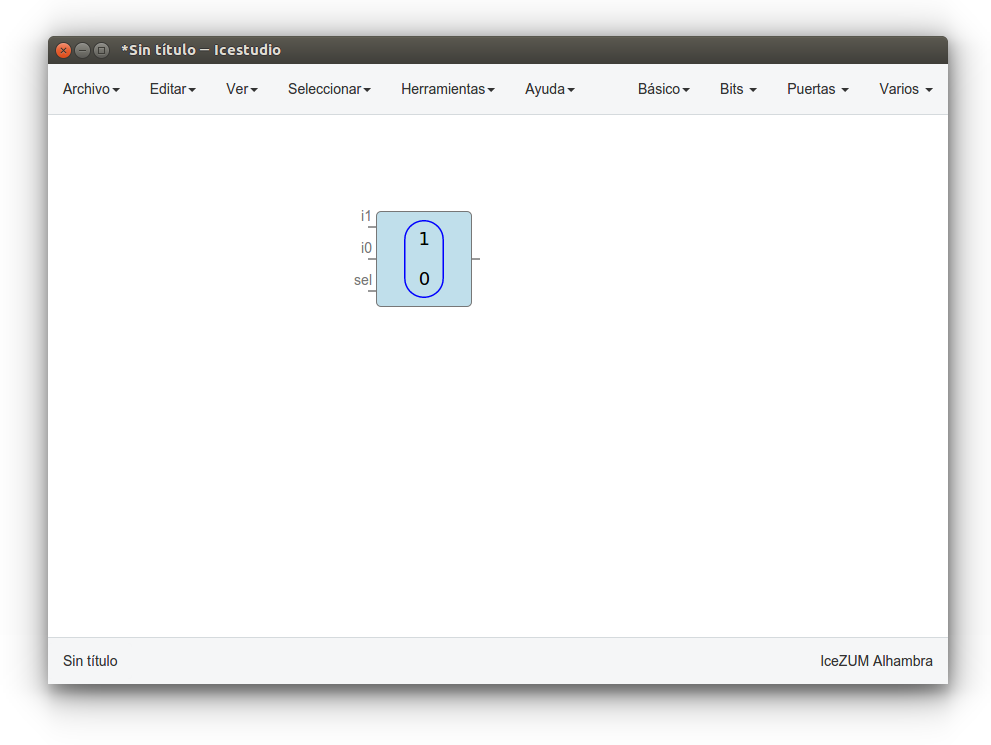 *Sin título — Icestudio
Archivo Editar Ver Seleccionar Herramientas Ayuda Básico Bits Puertas Varios
i1
1
i0
0
sel
Sin título IceZUM Alhambra